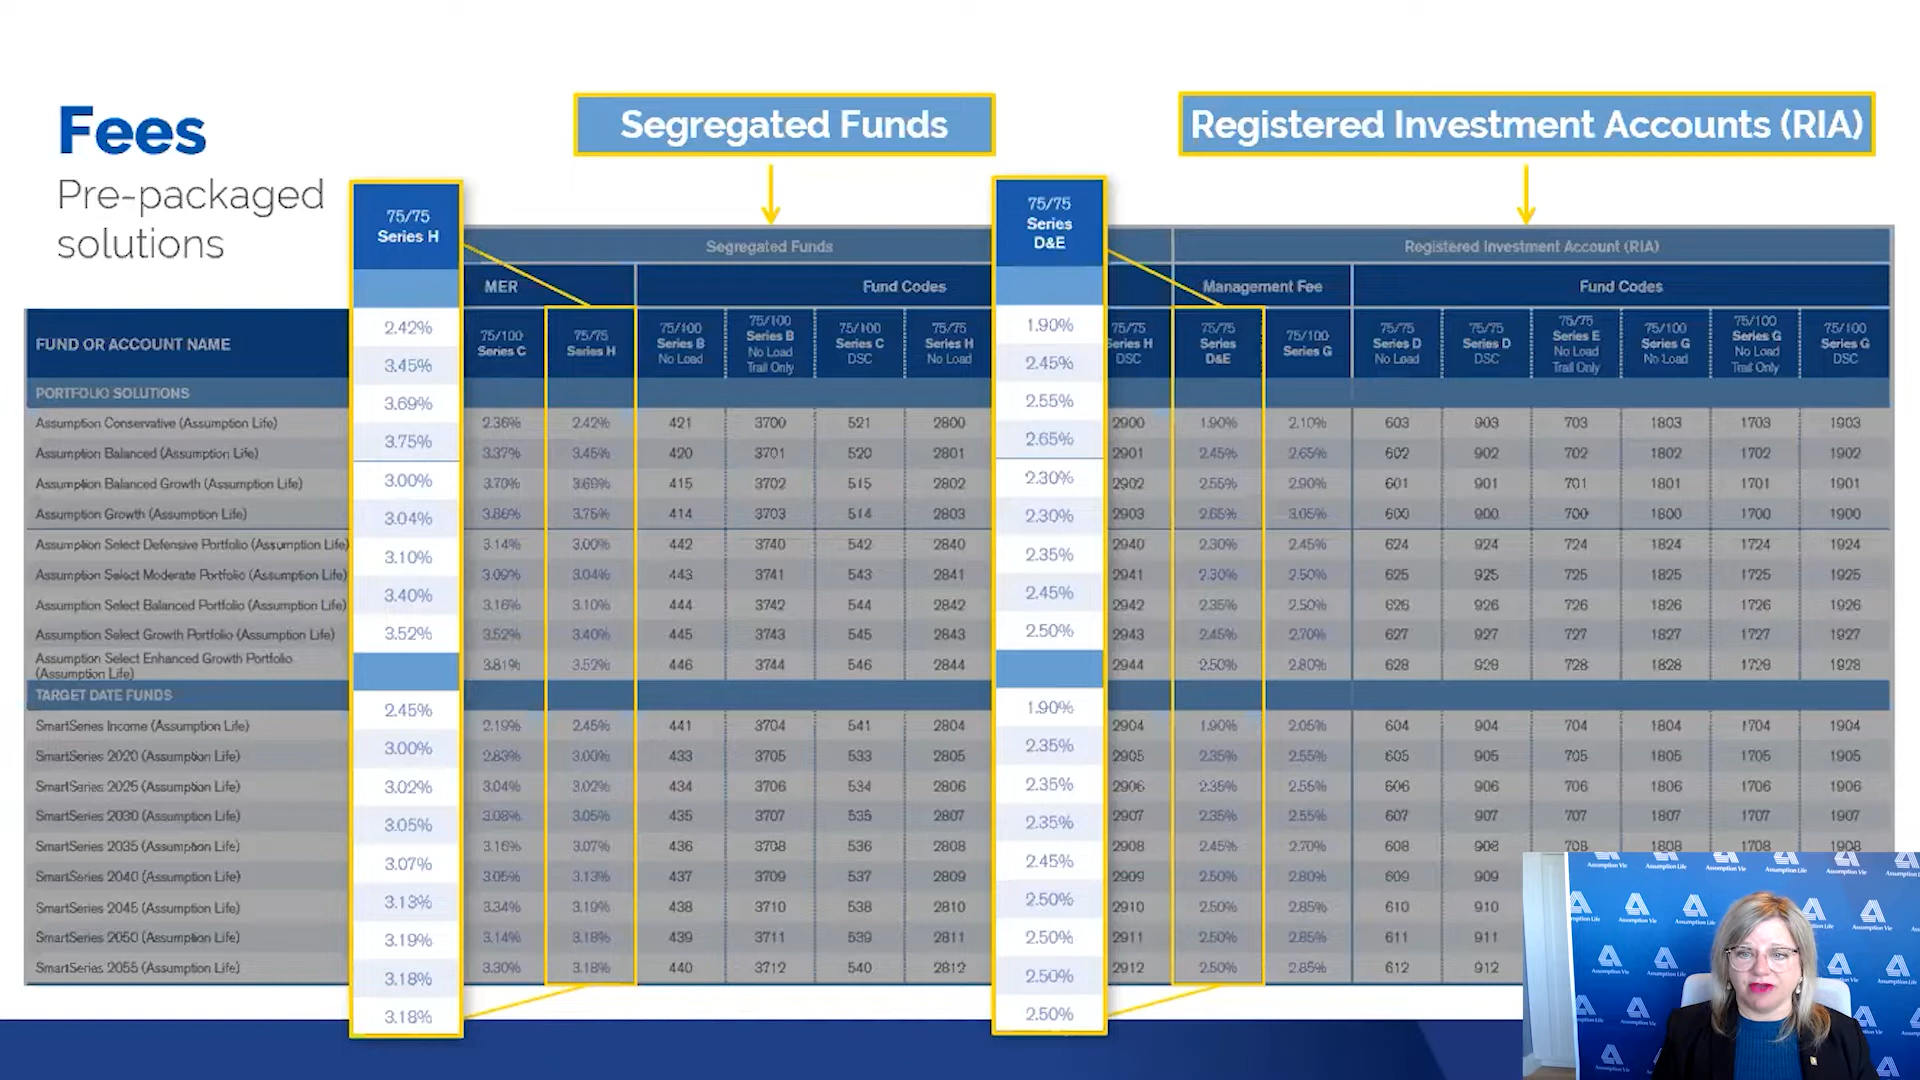 Fees
Pre-packaged
solutions
Segregated Funds
Registered Investment Accounts (RIA)
75/75
Series H
2.42%
3.45%
3.69%
3.75%
3.00%
3.04%
3.10%
3.40%
3.52%
2.45%
3.00%
3.02%
3.05%
3.07%
3.13%
3.19%
3.18%
3.18%
75/75
Series
D&E
1.90%
2.45%
2.55%
2.65%
2.30%
2.30%
2.35%
2.45%
2.50%
1.90%
2.35%
2.35%
2.35%
2.45%
2.50%
2.50%
2.50%
2.50%
Segregated Funds Registered Investment Account (RIA)
MER Fund Codes Management Fee Fund Codes
FUND OR ACCOUNT NAME
75/100
Series C
75/75
Series H
75/100
Series B
No Load
75/100
Series B
No Load
Trail Only
75/100
Series C
DSC
75/75
Series H
No Load
75/75
Series H
DSC
75/75
Series
D&E
75/100
Series G
75/75
Series D
No Load
75/75
Series D
DSC
75/75
Series E
No Load
Trail Only
75/100
Series G
No Load
75/100
Series G
No Load
Trail Only
75/100
Series G
DSC
PORTFOLIO SOLUTIONS
Assumption Conservative (Assumption Life) 2.36% 2.42% 421 3700 521 2800 2900 1.90% 2.10% 603 903 703 1803 1703 1903
Assumption Balanced (Assumption Life) 3.37% 3.45% 420 3701 520 2801 2901 2.45% 2.65% 602 902 702 1802 1702 1902
Assumption Balanced Growth (Assumption Life) 3.70% 3.69% 415 3702 515 2802 2902 2.55% 2.90% 601 901 701 1801 1701 1901
Assumption Growth (Assumption Life) 3.86% 3.75% 414 3703 514 2803 2903 2.65% 3.05% 600 900 700 1800 1700 1900
Assumption Select Defensive Portfolio (Assumption Life) 3.14% 3.00% 442 3740 542 2840 2940 2.30% 2.45% 624 924 724 1824 1724 1924
Assumption Select Moderate Portfolio (Assumption Life) 3.09% 3.04% 443 3741 543 2841 2941 2.30% 2.50% 625 925 725 1825 1725 1925
Assumption Select Balanced Portfolio (Assumption Life) 3.16% 3.10% 444 3742 544 2842 2942 2.35% 2.50% 626 926 726 1826 1726 1926
Assumption Select Growth Portfolio (Assumption Life) 3.52% 3.40% 445 3743 545 2843 2943 2.45% 2.70% 627 927 727 1827 1727 1927
Assumption Select Enhanced Growth Portfolio
(Assumption Life) 3.81% 3.52% 446 3744 546 2844 2944 2.50% 2.80% 628 928 728 1828 1728 1928
TARGET DATE FUNDS
SmartSeries Income (Assumption Life) 2.19% 2.45% 441 3704 541 2804 2904 1.90% 2.05% 604 904 704 1804 1704 1904
SmartSeries 2020 (Assumption Life) 2.83% 3.00% 433 3705 533 2805 2905 2.35% 2.55% 605 905 705 1805 1705 1905
SmartSeries 2025 (Assumption Life) 3.04% 3.02% 434 3706 534 2806 2906 2.35% 2.55% 606 906 706 1806 1706 1906
SmartSeries 2030 (Assumption Life) 3.08% 3.05% 435 3707 535 2807 2907 2.35% 2.55% 607 907 707 1807 1707 1907
SmartSeries 2035 (Assumption Life) 3.16% 3.07% 436 3708 536 2808 2908 2.45% 2.70% 608 908 708 1808 1708 1908
SmartSeries 2040 (Assumption Life) 3.05% 3.13% 437 3709 537 2809 2909 2.50% 2.80% 609 909
SmartSeries 2045 (Assumption Life) 3.34% 3.19% 438 3710 538 2810 2910 2.50% 2.85% 610 910
SmartSeries 2050 (Assumption Life) 3.14% 3.18% 439 3711 539 2811 2911 2.50% 2.85% 611 911
SmartSeries 2055 (Assumption Life) 3.30% 3.18% 440 3712 540 2812 2912 2.50% 2.85% 612 912
Assumption Vie
Assumption Life